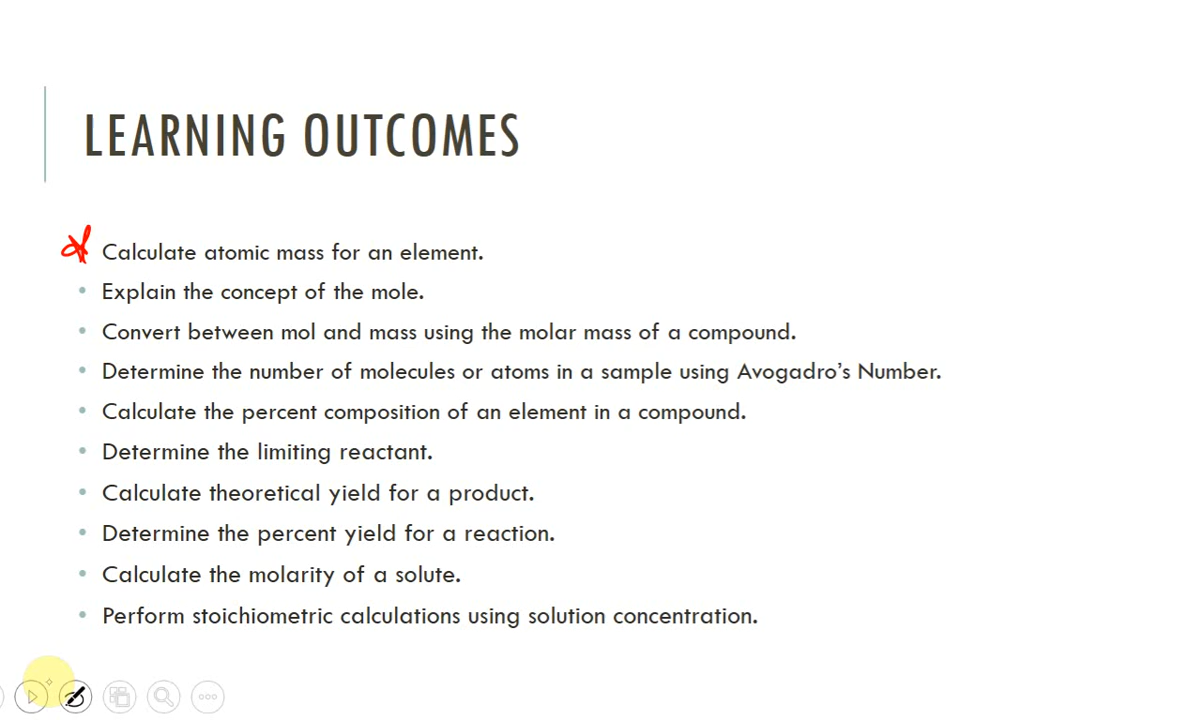 LEARNING OUTCOMES
Calculate atomic mass for an element.
Explain the concept of the mole.
Convert between mol and mass using the molar mass of a compound.
Determine the number of molecules or atoms in a sample using Avogadro’s Number.
Calculate the percent composition of an element in a compound.
Determine the limiting reactant.
Calculate theoretical yield for a product.
Determine the percent yield for a reaction.
Calculate the molarity of a solute.
Perform stoichiometric calculations using solution concentration.